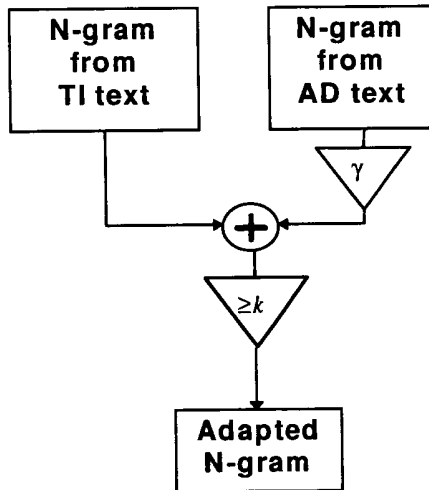 N-gram
from
TI text
N-gram
from
AD text
γ
+
≥k
Adapted
N-gram